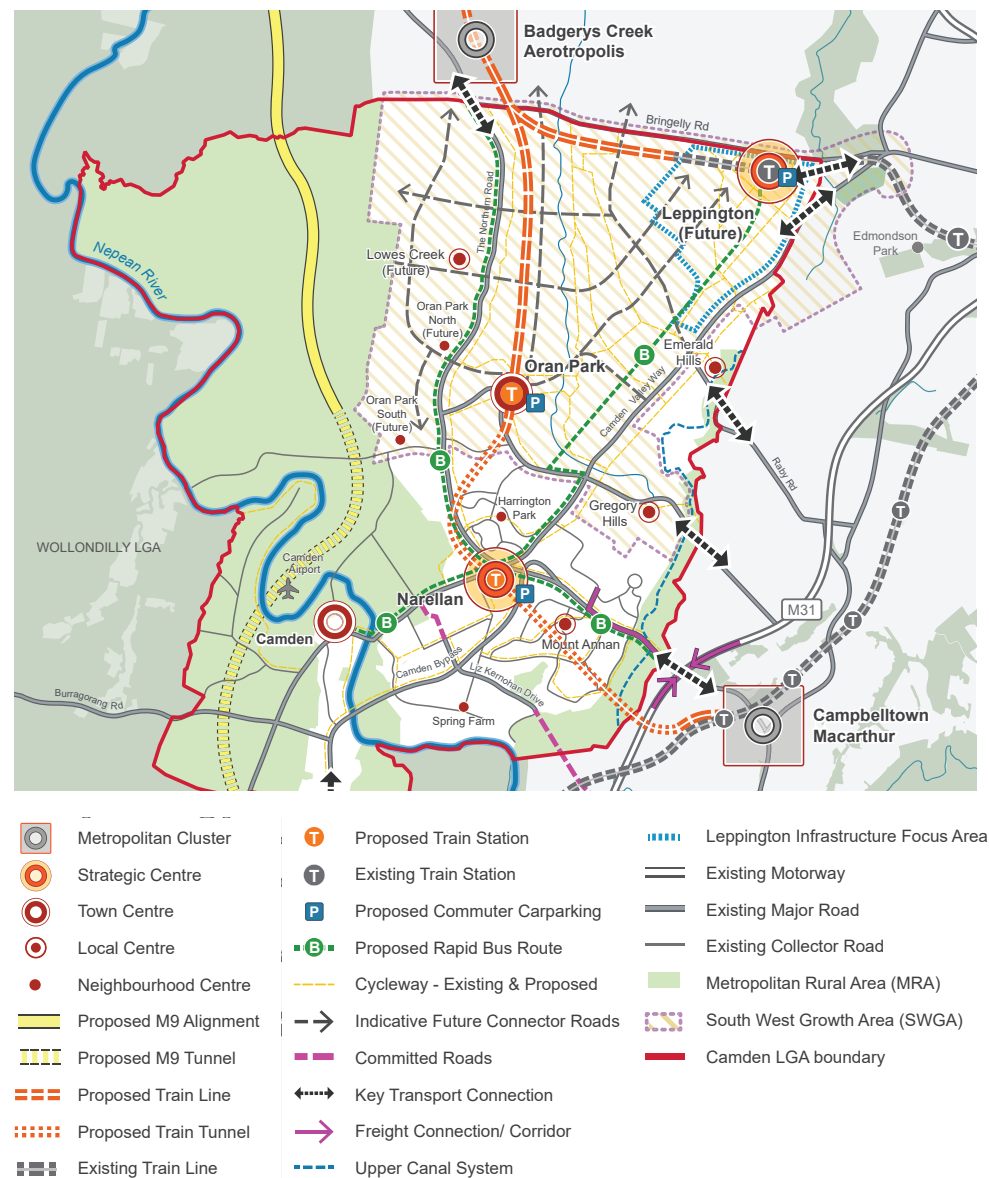 Badgerys Creek
Aerotropolis
Bringelly Rd
The Northern Road
T
P
Leppington
(Future)
Edmondson
Park
T
Nepean River
Lowes Creek
(Future)
Oran Park
North
(Future)
Emerald
Hills
B
Oran Park
T
P
Oran Park
South
(Future)
Camden Valley Way
B
Raby Rd
Harrington
Park
Gregory
Hills
T
WOLLONDILLY LGA
Camden
Airport
T
P
Narellan
M31
Camden
B
B
T
Mount Annan
Camden Bypass
Liz Kernohan Drive
T
Burragorang Rd
Spring Farm
T
Campbelltown
Macarthur
Metropolitan Cluster
Strategic Centre
Town Centre
Local Centre
Neighbourhood Centre
Proposed M9 Alignment
Proposed M9 Tunnel
Proposed Train Line
Proposed Train Tunnel
Existing Train Line
T Proposed Train Station
T Existing Train Station
P Proposed Commuter Carparking
B Proposed Rapid Bus Route
Cycleway - Existing & Proposed
Indicative Future Connector Roads
Committed Roads
Key Transport Connection
Freight Connection/ Corridor
Upper Canal System
Leppington Infrastructure Focus Area
Existing Motorway
Existing Major Road
Existing Collector Road
Metropolitan Rural Area (MRA)
South West Growth Area (SWGA)
Camden LGA boundary